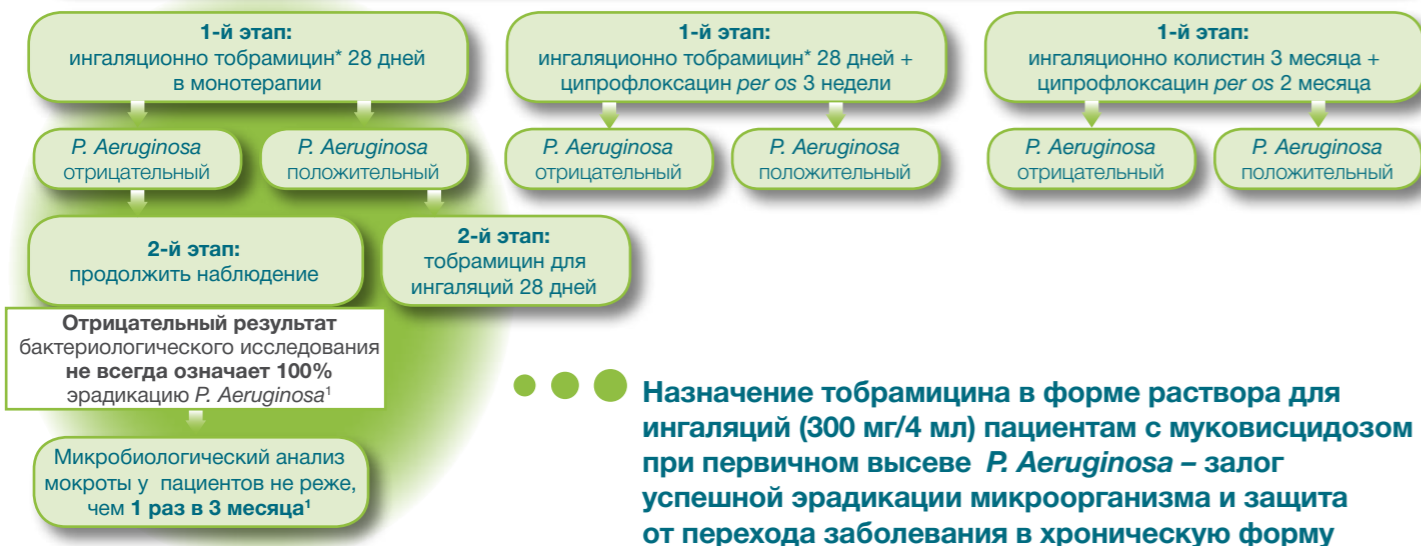 1-й этап:
ингаляционно тобрамицин* 28 дней
в монотерапии
P. Aeruginosa
отрицательный
P. Aeruginosa
положительный
2-й этап:
продолжить наблюдение
2-й этап:
тобрамицин для
ингаляций 28 дней
Отрицательный результат
бактериологического исследования
не всегда означает 100%
эрадикацию P. Aeruginosa¹
Микробиологический анализ
мокроты у пациентов не реже,
чем 1 раз в 3 месяца¹
1-й этап:
ингаляционно тобрамицин* 28 дней +
ципрофлоксацин per os 3 недели
P. Aeruginosa
отрицательный
P. Aeruginosa
положительный
1-й этап:
ингаляционно колистин 3 месяца +
ципрофлоксацин per os 2 месяца
P. Aeruginosa
отрицательный
P. Aeruginosa
положительный
Назначение тобрамицина в форме раствора для
ингаляций (300 мг/4 мл) пациентам с муковисцидозом
при первичном высеве P. Aeruginosa – залог
успешной эрадикации микроорганизма и защита
от перехода заболевания в хроническую форму